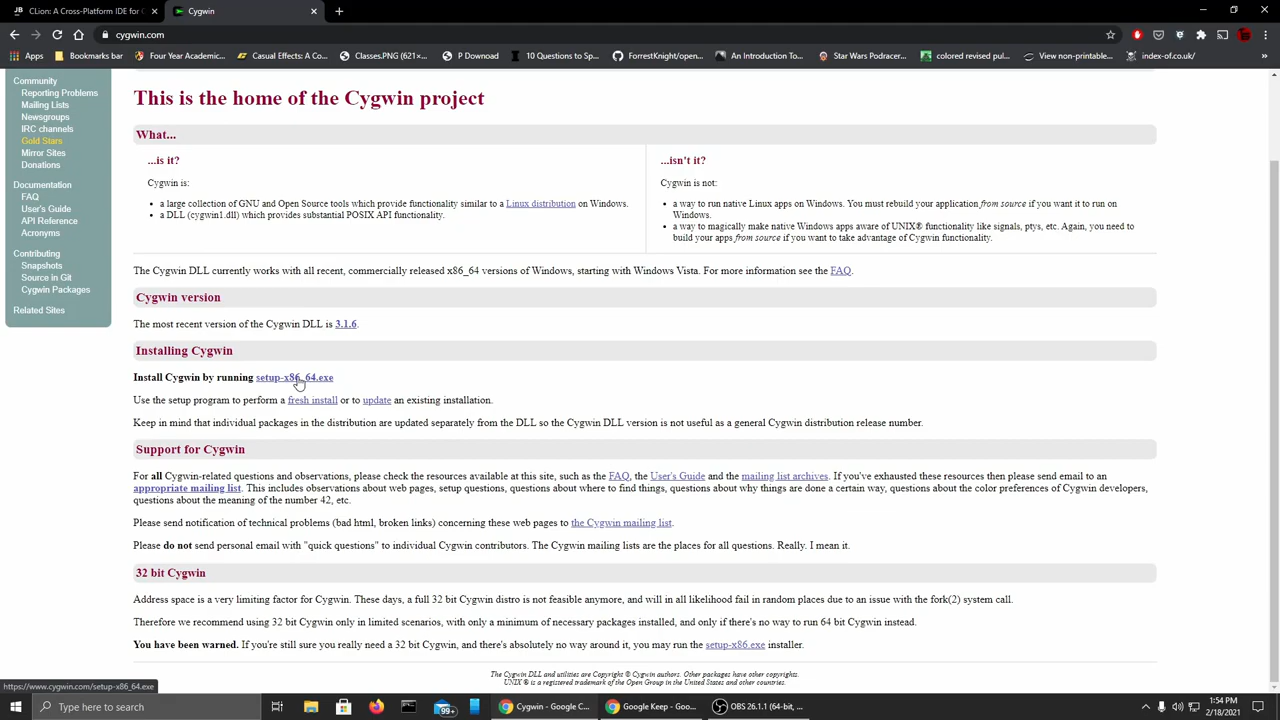 CLion: A Cross-Platform IDE for C
Cygwin
cygwin.com
Apps
Bookmarks bar
Four Year Academic...
Casual Effects: A Co...
Classes.PNG (621×...
P Downoad
10 Questions to Sp...
ForrestKnight/open...
An Introduction To...
Star Wars Podracer...
colored revised pul...
View non-printable...
index-of.co.uk/
Community
Reporting Problems
Mailing Lists
Newsgroups
IRC channels
Gold Stars
Mirror Sites
Donations
Documentation
FAQ
User's Guide
API Reference
Acronyms
Contributing
Snapshots
Source in Git
Cygwin Packages
Related Sites
This is the home of the Cygwin project
What...
...is it?
Cygwin is:
• a large collection of GNU and Open Source tools which provide functionality similar to a Linux distribution on Windows.
• a DLL (cygwin1.dll) which provides substantial POSIX API functionality.
...isn't it?
Cygwin is not:
• a way to run native Linux apps on Windows. You must rebuild your application from source if you want it to run on
Windows.
• a way to magically make native Windows apps aware of UNIX® functionality like signals, ptys, etc. Again, you need to
build your apps from source if you want to take advantage of Cygwin functionality.
The Cygwin DLL currently works with all recent, commercially released x86_64 versions of Windows, starting with Windows Vista. For more information see the FAQ.
Cygwin version
The most recent version of the Cygwin DLL is 3.1.6.
Installing Cygwin
Install Cygwin by running setup-x86_64.exe
Use the setup program to perform a fresh install or to update an existing installation.
Keep in mind that individual packages in the distribution are updated separately from the DLL so the Cygwin DLL version is not useful as a general Cygwin distribution release number.
Support for Cygwin
For all Cygwin-related questions and observations, please check the resources available at this site, such as the FAQ, the User's Guide and the mailing list archives. If you've exhausted these resources then please send email to an
appropriate mailing list. This includes observations about web pages, setup questions, questions about where to find things, questions about why things are done a certain way, questions about the color preferences of Cygwin developers,
questions about the meaning of the number 42, etc.
Please send notification of technical problems (bad html, broken links) concerning these web pages to the Cygwin mailing list.
Please do not send personal email with "quick questions" to individual Cygwin contributors. The Cygwin mailing lists are the places for all questions. Really. I mean it.
32 bit Cygwin
Address space is a very limiting factor for Cygwin. These days, a full 32 bit Cygwin distro is not feasible anymore, and will in all likelihood fail in random places due to an issue with the fork(2) system call.
Therefore we recommend using 32 bit Cygwin only in limited scenarios, with only a minimum of necessary packages installed, and only if there's no way to run 64 bit Cygwin instead.
You have been warned. If you're still sure you really need a 32 bit Cygwin, and there's absolutely no way around it, you may run the setup-x86.exe installer.
The Cygwin DLL and utilities are Copyright © Cygwin authors. Other packages have other copyrights.
UNIX ® is a registered trademark of the Open Group in the United States and other countries.
https://www.cygwin.com/setup-x86_64.exe
Type here to search
99+
Cygwin - Google C...
Google Keep - Goo...
OBS 26.1.1 (64-bit, ...
1:54 PM
2/18/2021